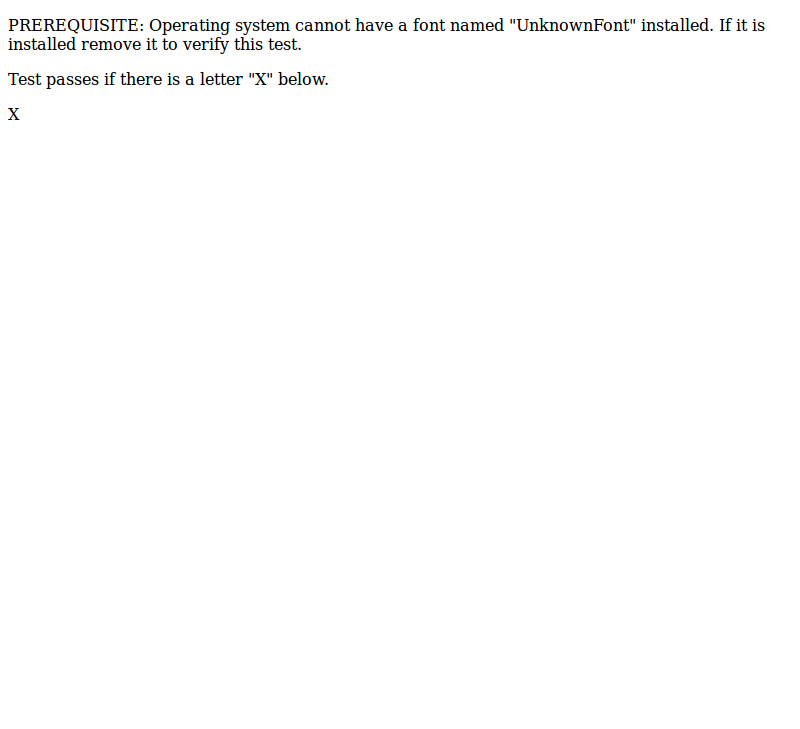 PREREQUISITE: Operating system cannot have a font named "UnknownFont" installed. If it is
installed remove it to verify this test.
Test passes if there is a letter "X" below.
X